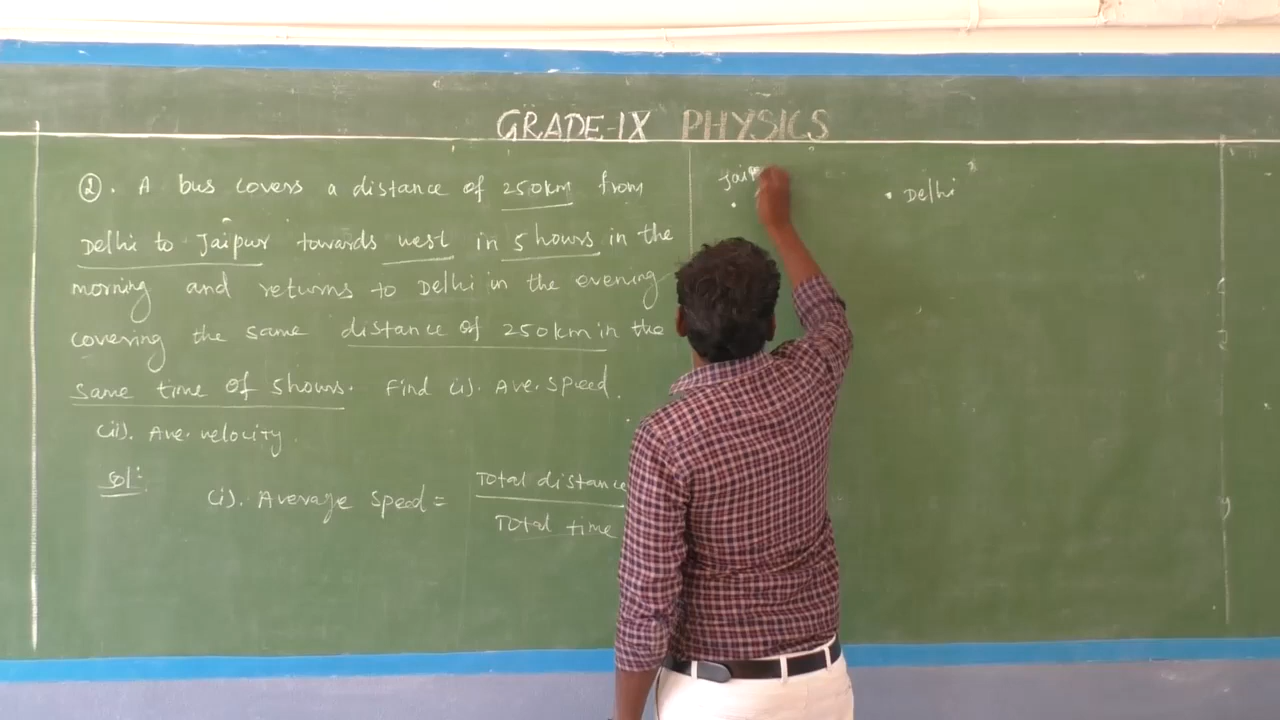 GRADE-IX PHYSICS
②. A bus covers a distance of 250km from
Delhi to Jaipur towards west in 5 hours in the
morning and returns to Delhi in the evening
covering the same distance of 250km in the
same time of 5hours. Find (i). Ave. Speed.
(ii). Ave. velocity.
Sol:
(i). Average Speed =
Total distance
Total time
Jaip
Delhi